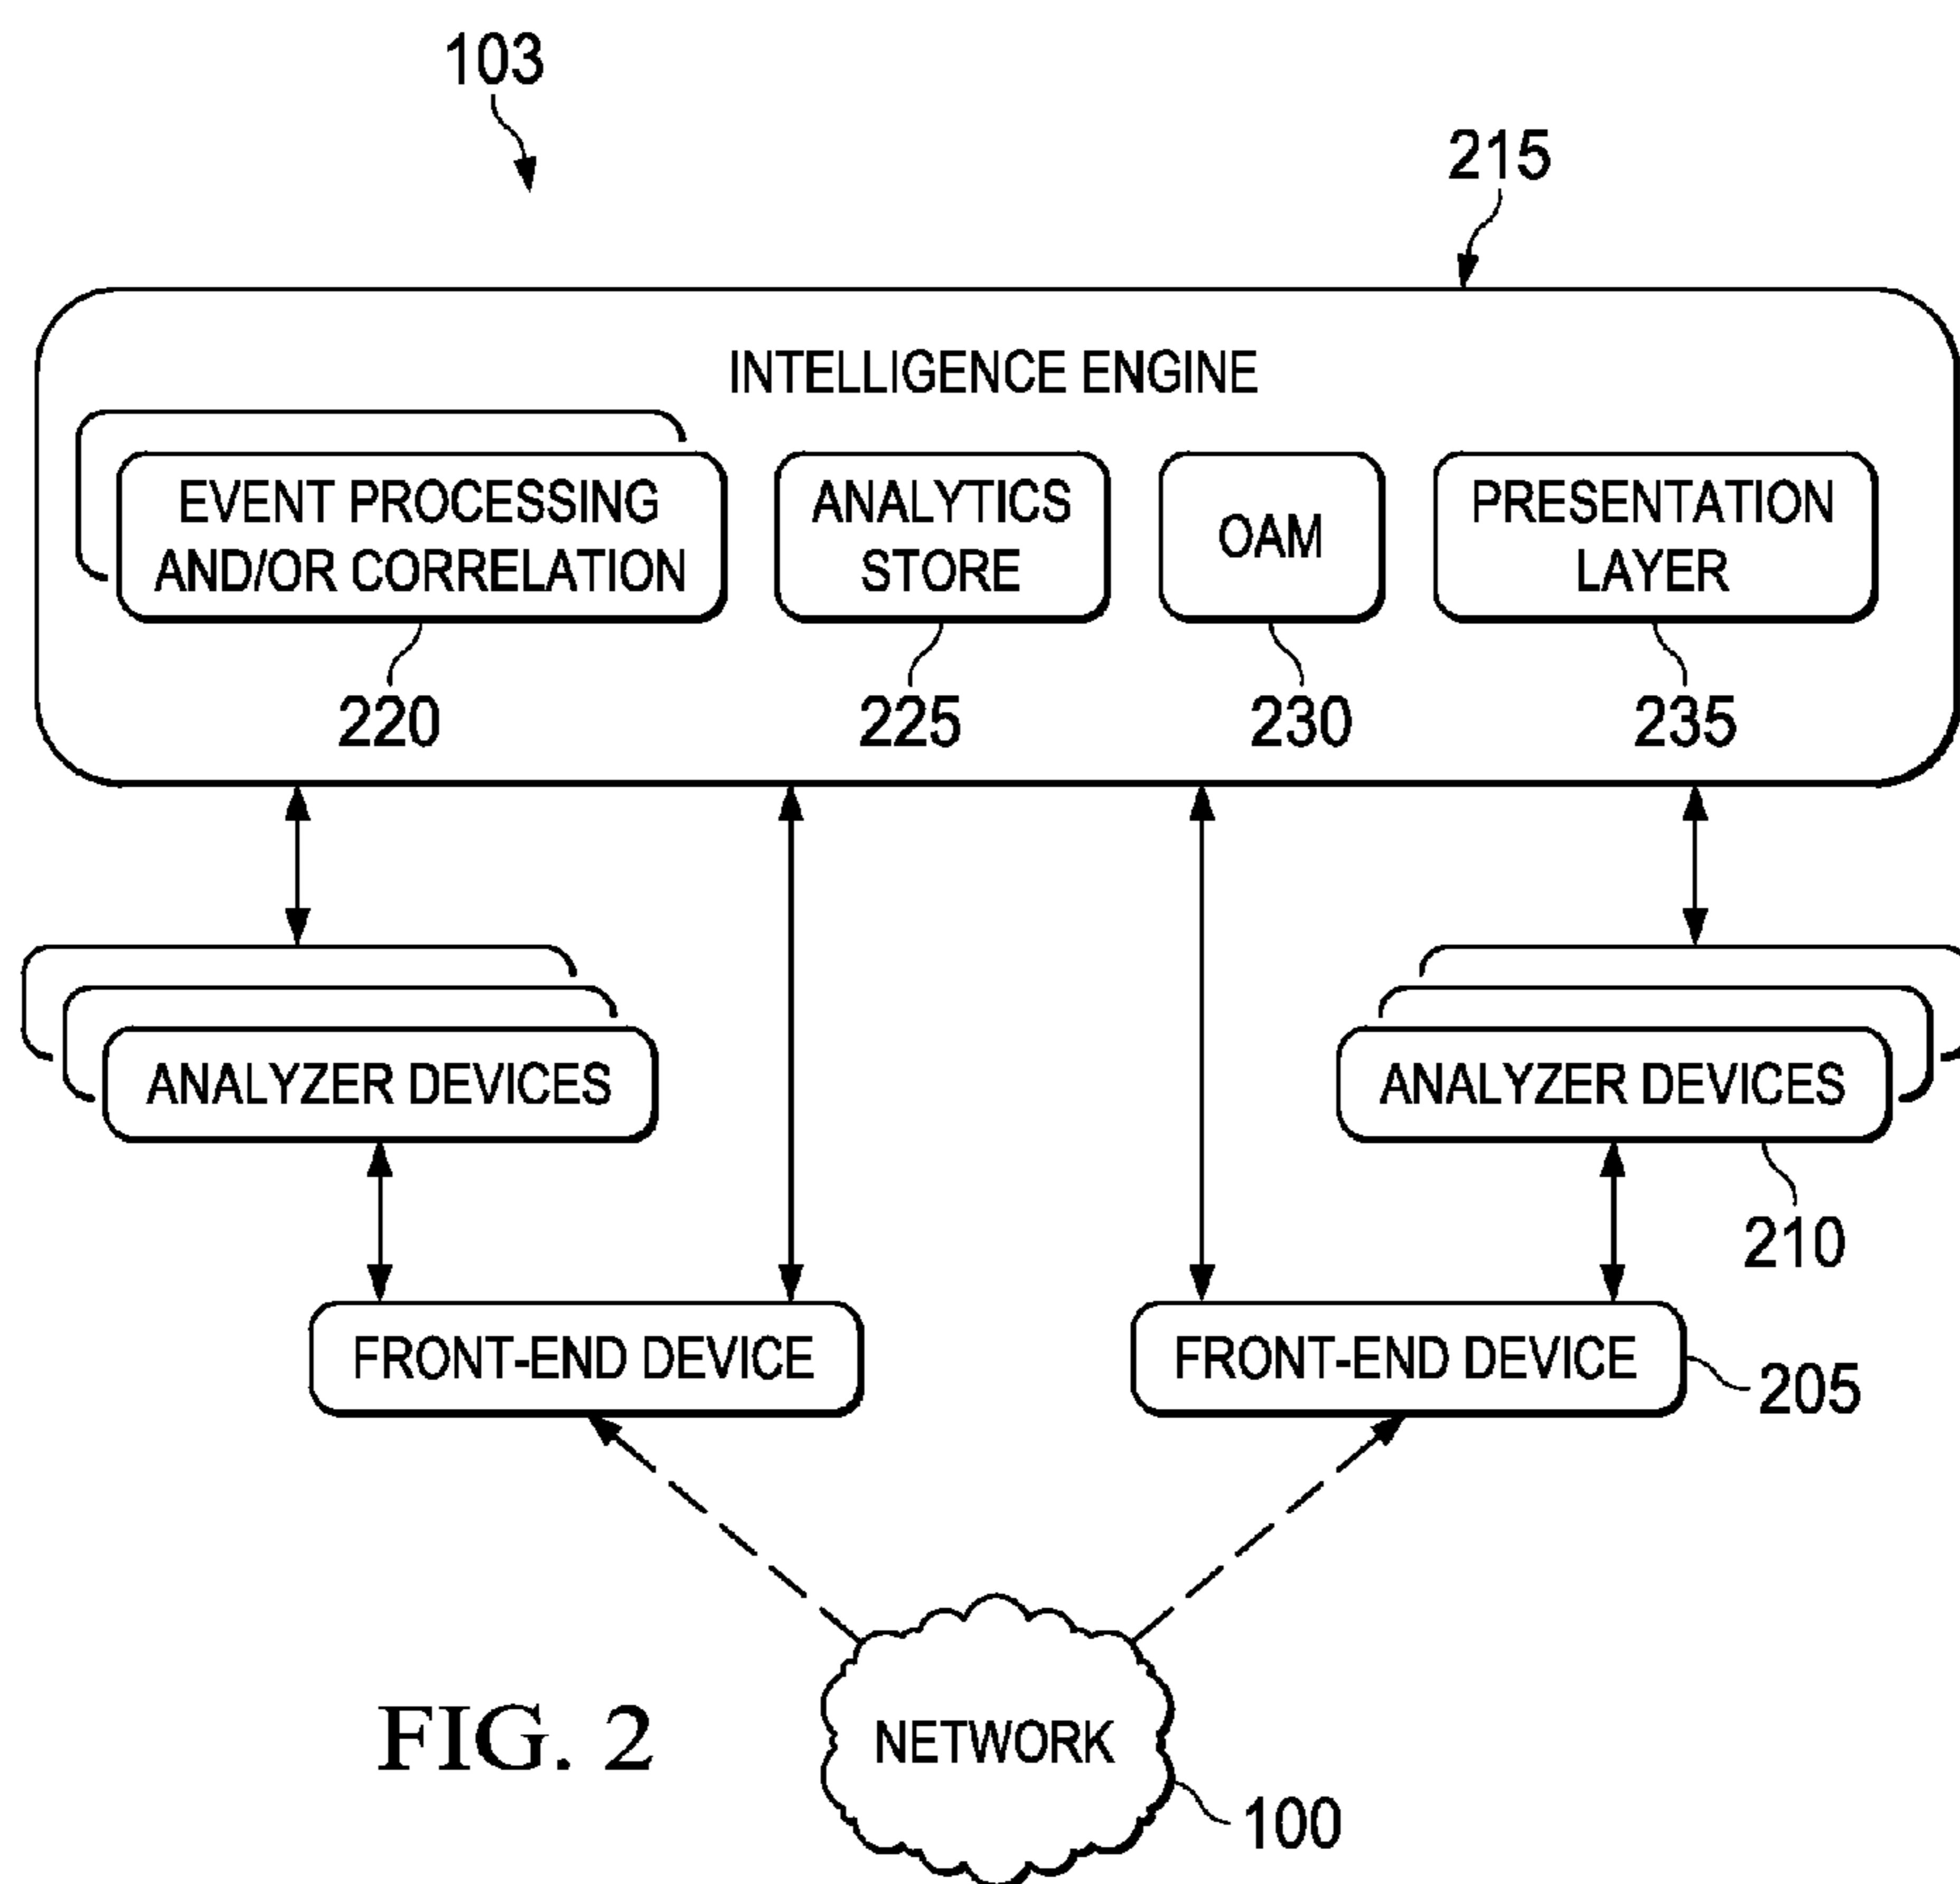 103
215
INTELLIGENCE ENGINE
EVENT PROCESSING
AND/OR CORRELATION
ANALYTICS
STORE
OAM
PRESENTATION
LAYER
220
225
230
235
ANALYZER DEVICES
ANALYZER DEVICES
210
FRONT-END DEVICE
FRONT-END DEVICE
205
NETWORK
100
FIG. 2